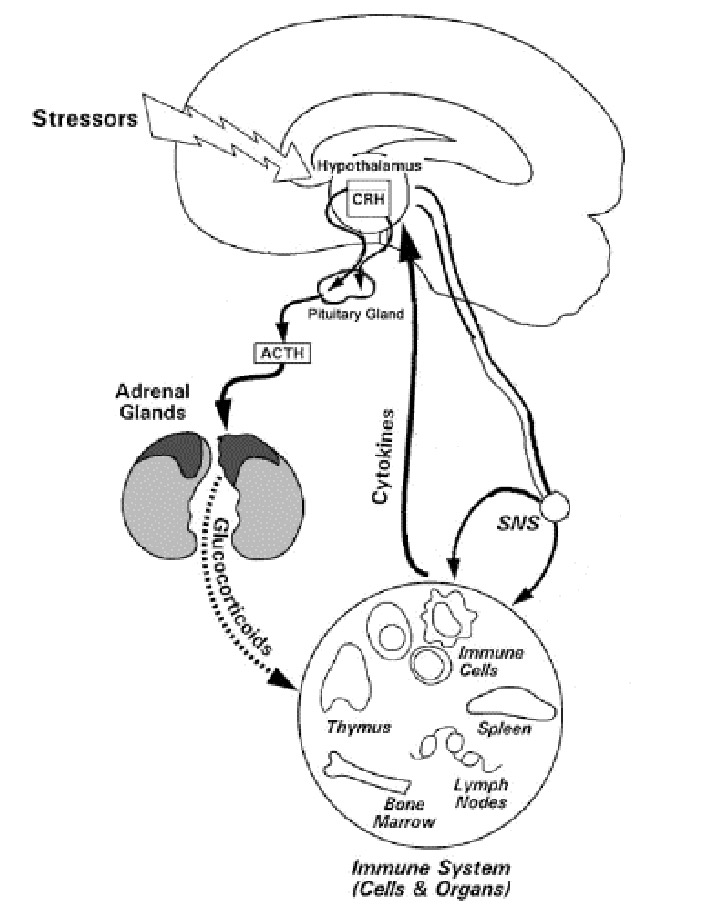 Stressors
Hypothalamus
CRH
Pituitary Gland
ACTH
Adrenal
Glands
Cytokines
SNS
Glucocorticoids
Immune
Cells
Thymus
Spleen
Lymph
Nodes
Bone
Marrow
Immune System
(Cells & Organs)